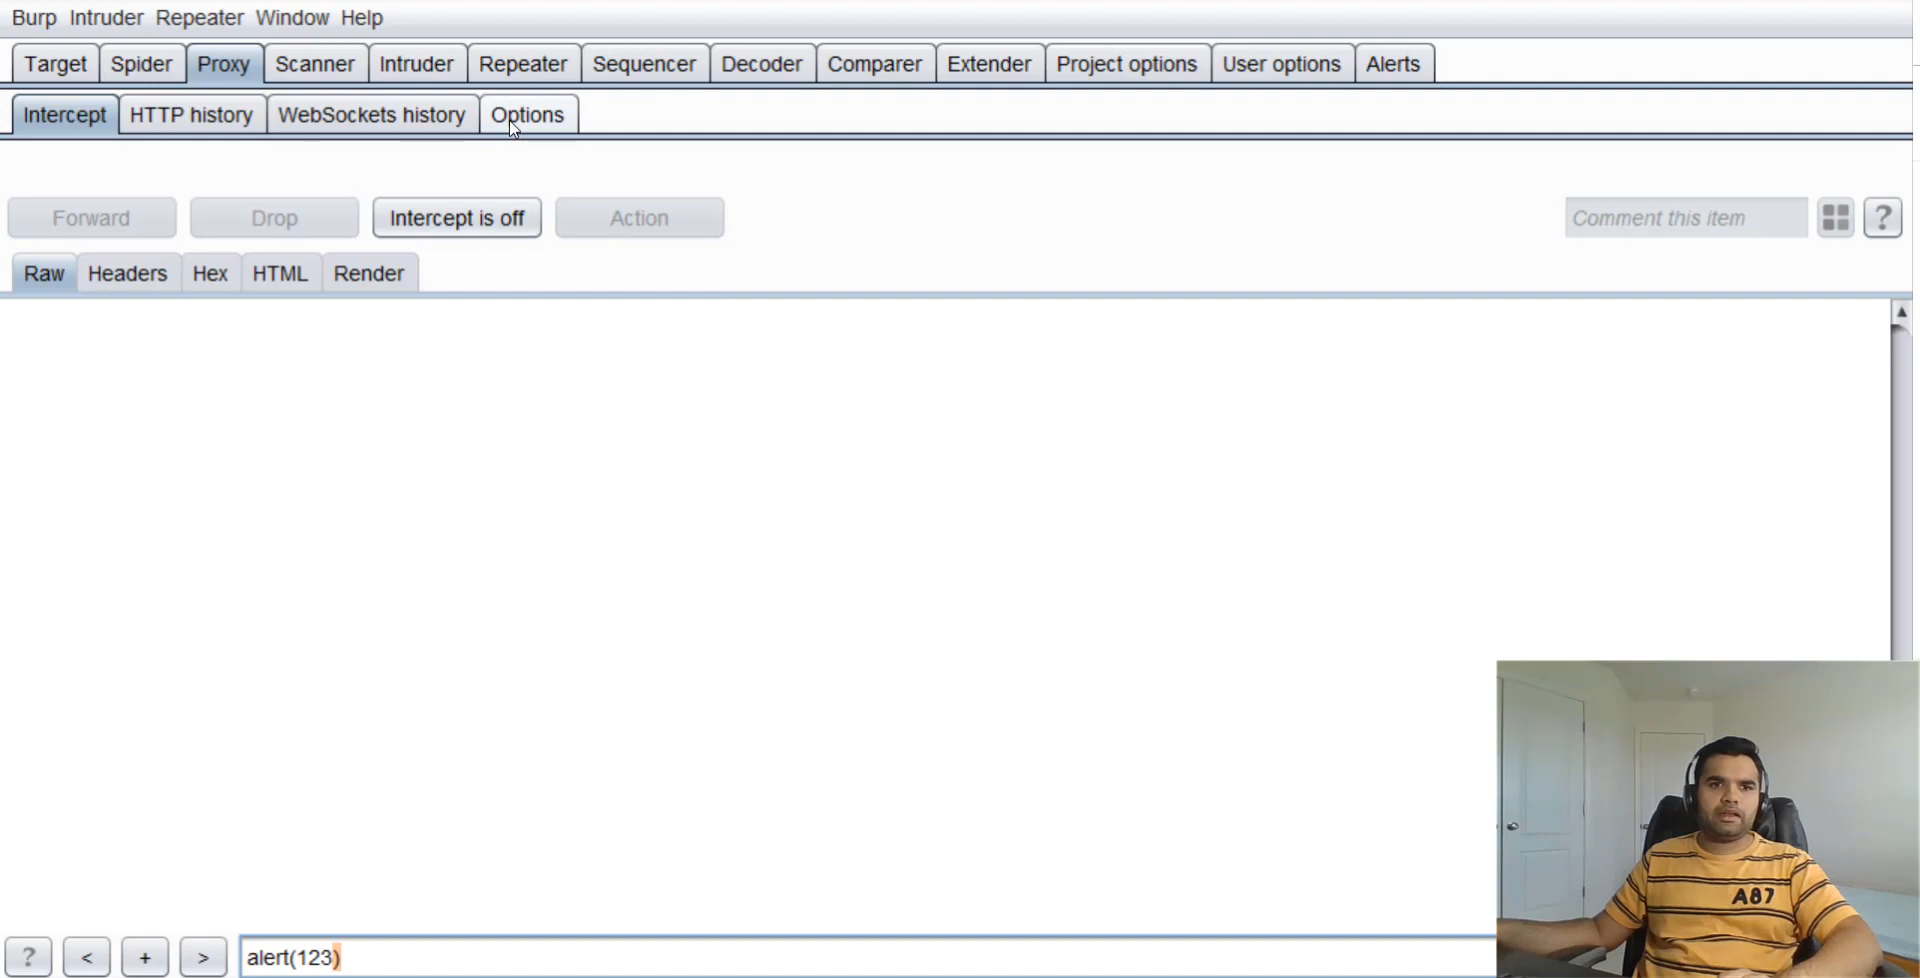 Burp Intruder Repeater Window Help
Target Spider Proxy Scanner Intruder Repeater Sequencer Decoder Comparer Extender Project options User options Alerts
Intercept HTTP history WebSockets history Options
Forward Drop Intercept is off Action Comment this item ?
Raw Headers Hex HTML Render
? < + > alert(123)
A87